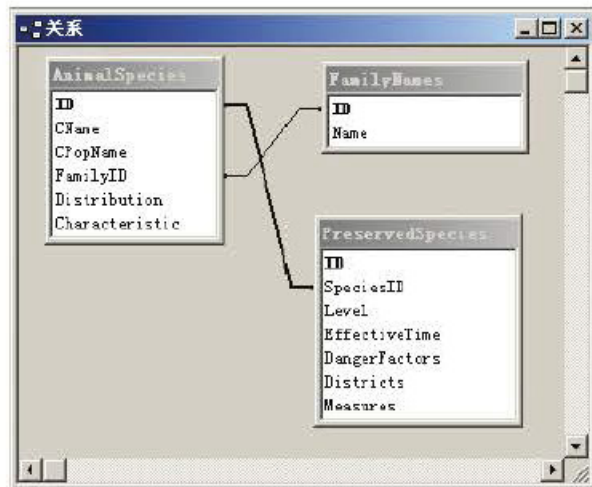 关系
AnimalSpecies
ID
CName
CPopName
FamilyID
Distribution
Characteristic
FamilyNames
ID
Name
PreservedSpecies
ID
SpeciesID
Level
EffectiveTime
DangerFactors
Districts
Measures